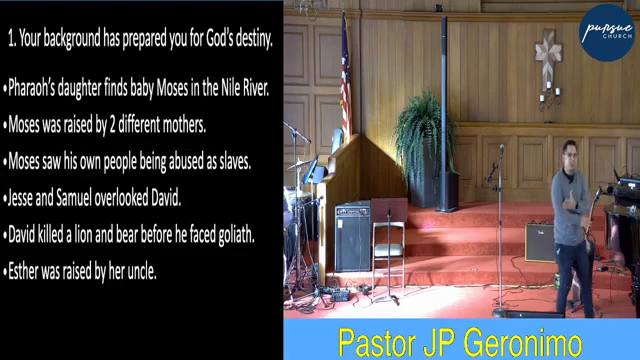 1. Your background has prepared you for God's destiny.
•Pharaoh's daughter finds baby Moses in the Nile River.
•Moses was raised by 2 different mothers.
•Moses saw his own people being abused as slaves.
•Jesse and Samuel overlooked David.
•David killed a lion and bear before he faced goliath.
•Esther was raised by her uncle.
pursue
CHURCH
Pastor JP Geronimo